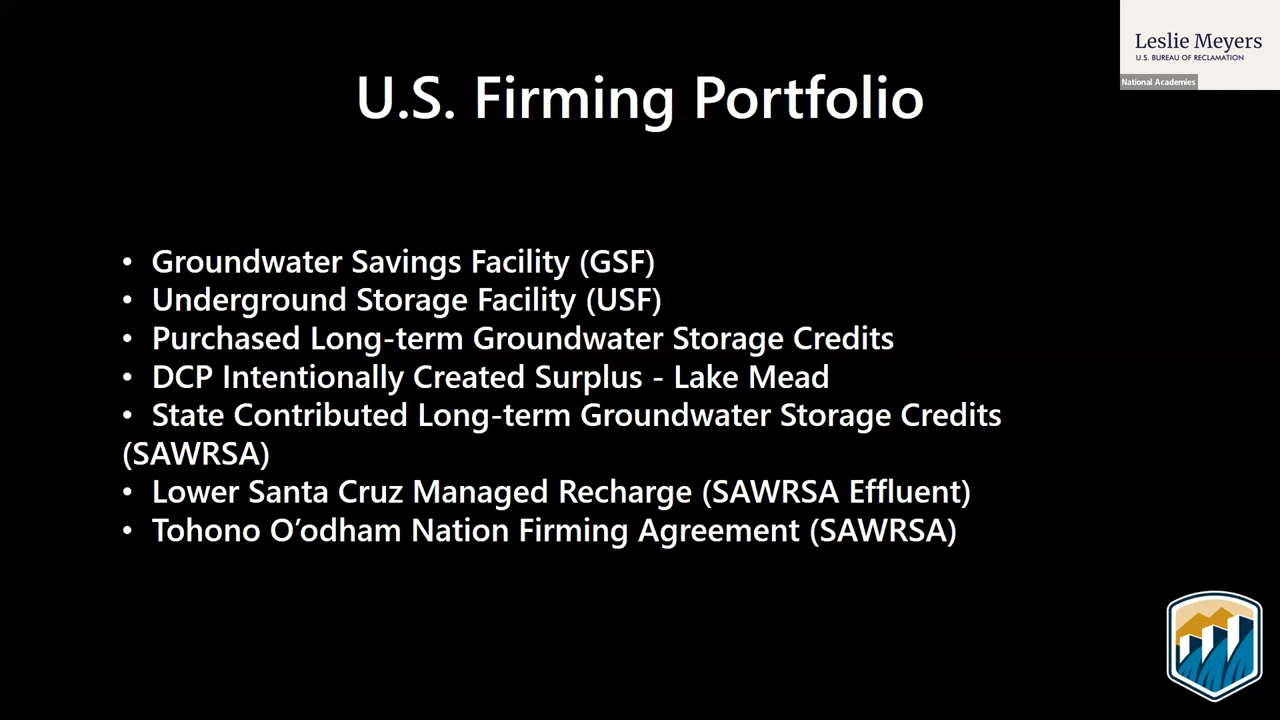 Leslie Meyers
U.S. BUREAU OF RECLAMATION
National Academies
U.S. Firming Portfolio
• Groundwater Savings Facility (GSF)
• Underground Storage Facility (USF)
• Purchased Long-term Groundwater Storage Credits
• DCP Intentionally Created Surplus - Lake Mead
• State Contributed Long-term Groundwater Storage Credits
(SAWRSA)
• Lower Santa Cruz Managed Recharge (SAWRSA Effluent)
• Tohono O’odham Nation Firming Agreement (SAWRSA)